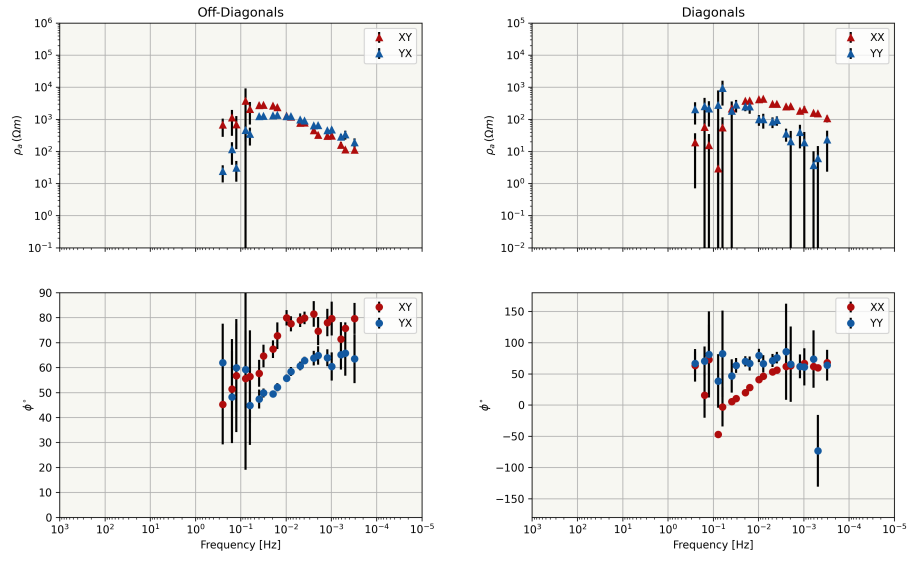 Off-Diagonals
Diagonals
10⁶
10⁵
10⁴
10³
10²
10¹
10⁰
10⁻¹
ρₐ (Ωm)
XY
YX
10⁵
10⁴
10³
10²
10¹
10⁰
10⁻¹
10⁻²
ρₐ (Ωm)
XX
YY
90
80
70
60
50
40
30
20
10
0
ϕ°
XY
YX
10³ 10² 10¹ 10⁰ 10⁻¹ 10⁻² 10⁻³ 10⁻⁴ 10⁻⁵
Frequency [Hz]
150
100
50
0
−50
−100
−150
ϕ°
XX
YY
10³ 10² 10¹ 10⁰ 10⁻¹ 10⁻² 10⁻³ 10⁻⁴ 10⁻⁵
Frequency [Hz]